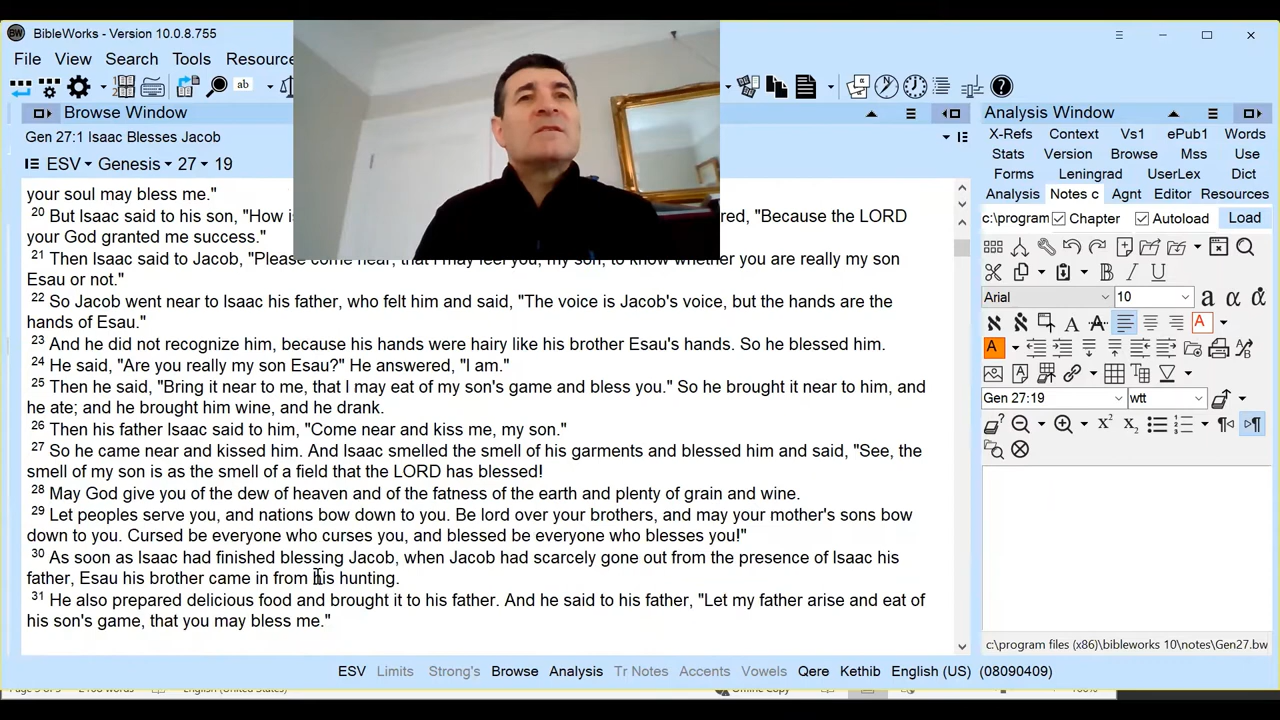 BibleWorks - Version 10.0.8.755
File View Search Tools Resource
ab
Browse Window
Analysis Window
Gen 27:1 Isaac Blesses Jacob
X-Refs Context Vs1 ePub1 Words
ESV Genesis 27 19
Stats Version Browse Mss Use
Forms Leningrad UserLex Dict
Analysis Notes c Agnt Editor Resources
c:\program Chapter Autoload Load
Arial 10
Gen 27:19 wtt
your soul may bless me."
20 But Isaac said to his son, "How i red, "Because the LORD
your God granted me success."
21 Then Isaac said to Jacob, "Please come near, that I may feel you, my son, to know whether you are really my son
Esau or not."
22 So Jacob went near to Isaac his father, who felt him and said, "The voice is Jacob's voice, but the hands are the
hands of Esau."
23 And he did not recognize him, because his hands were hairy like his brother Esau's hands. So he blessed him.
24 He said, "Are you really my son Esau?" He answered, "I am."
25 Then he said, "Bring it near to me, that I may eat of my son's game and bless you." So he brought it near to him, and
he ate; and he brought him wine, and he drank.
26 Then his father Isaac said to him, "Come near and kiss me, my son."
27 So he came near and kissed him. And Isaac smelled the smell of his garments and blessed him and said, "See, the
smell of my son is as the smell of a field that the LORD has blessed!
28 May God give you of the dew of heaven and of the fatness of the earth and plenty of grain and wine.
29 Let peoples serve you, and nations bow down to you. Be lord over your brothers, and may your mother's sons bow
down to you. Cursed be everyone who curses you, and blessed be everyone who blesses you!"
30 As soon as Isaac had finished blessing Jacob, when Jacob had scarcely gone out from the presence of Isaac his
father, Esau his brother came in from his hunting.
31 He also prepared delicious food and brought it to his father. And he said to his father, "Let my father arise and eat of
his son's game, that you may bless me."
c:\program files (x86)\bibleworks 10\notes\Gen27.bw
ESV Limits Strong's Browse Analysis Tr Notes Accents Vowels Qere Kethib English (US) (08090409)